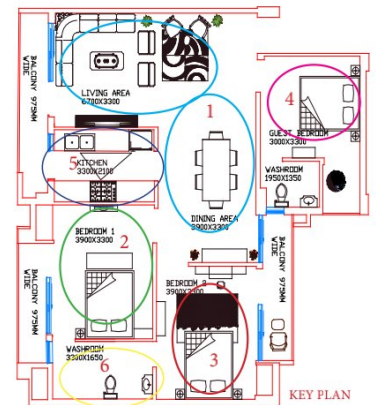 BALCONY 975MM
WIDE
LIVING AREA
6700X3300
1
4
GUEST BEDROOM
3000X3300
5
KITCHEN
3300X2100
WASHROOM
1950X1350
DINING AREA
3900X3300
BEDROOM 1
3900X3300
2
BALCONY 975MM
WIDE
BALCONY 975MM
WIDE
BEDROOM 2
3900X3300
3
WASHROOM
3300X1650
6
KEY PLAN